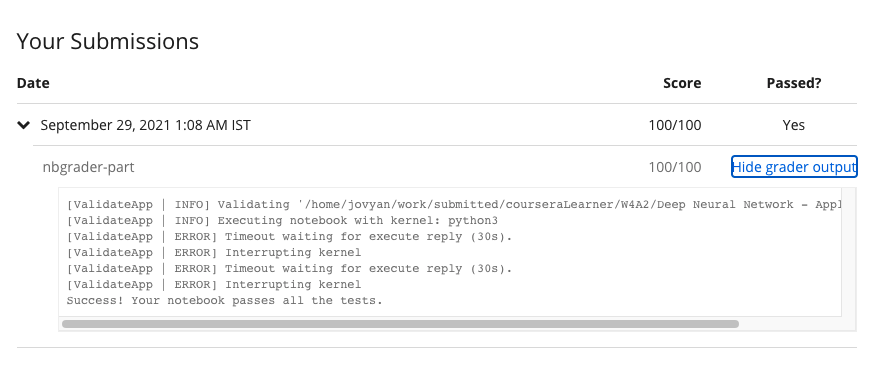 Your Submissions
Date Score Passed?
September 29, 2021 1:08 AM IST 100/100 Yes
nbgrader-part 100/100 Hide grader output
[ValidateApp | INFO] Validating '/home/jovyan/work/submitted/courseraLearner/W4A2/Deep Neural Network - Appl
[ValidateApp | INFO] Executing notebook with kernel: python3
[ValidateApp | ERROR] Timeout waiting for execute reply (30s).
[ValidateApp | ERROR] Interrupting kernel
[ValidateApp | ERROR] Timeout waiting for execute reply (30s).
[ValidateApp | ERROR] Interrupting kernel
Success! Your notebook passes all the tests.